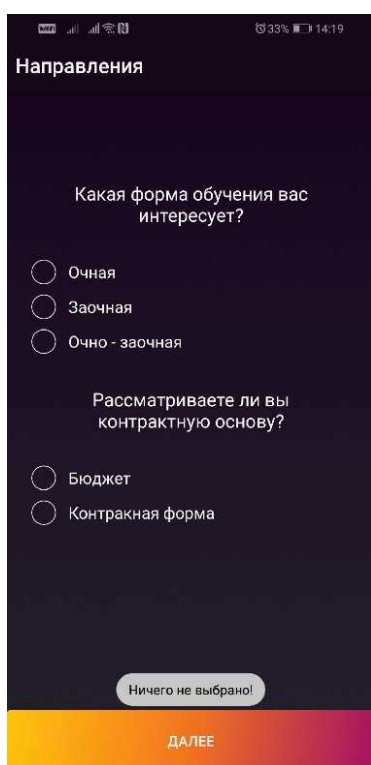 33% 14:19
Направления
Какая форма обучения вас
интересует?
Очная
Заочная
Очно - заочная
Рассматриваете ли вы
контрактную основу?
Бюджет
Контракная форма
Ничего не выбрано!
ДАЛЕЕ